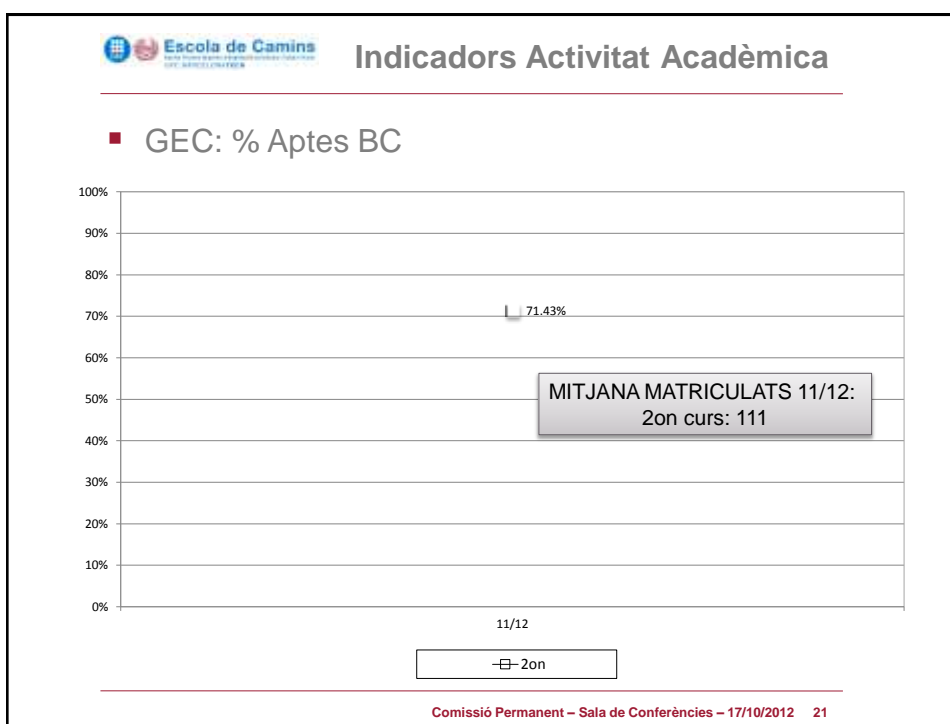 Escola de Camins
Indicadors Activitat Acadèmica
GEC: % Aptes BC
100%
90%
80%
70%
60%
50%
40%
30%
20%
10%
0%
71.43%
MITJANA MATRICULATS 11/12:
2on curs: 111
11/12
2on
Comissió Permanent – Sala de Conferències – 17/10/2012 21